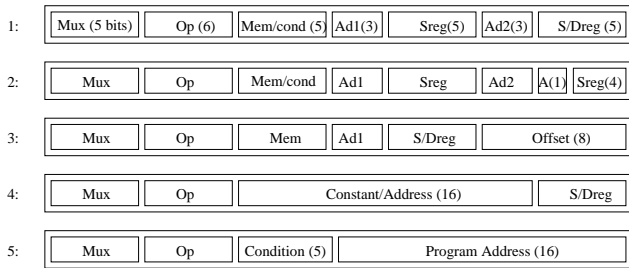 1: Mux (5 bits) Op (6) Mem/cond (5) Ad1(3) Sreg(5) Ad2(3) S/Dreg (5)
2: Mux Op Mem/cond Ad1 Sreg Ad2 A(1) Sreg(4)
3: Mux Op Mem Ad1 S/Dreg Offset (8)
4: Mux Op Constant/Address (16) S/Dreg
5: Mux Op Condition (5) Program Address (16)